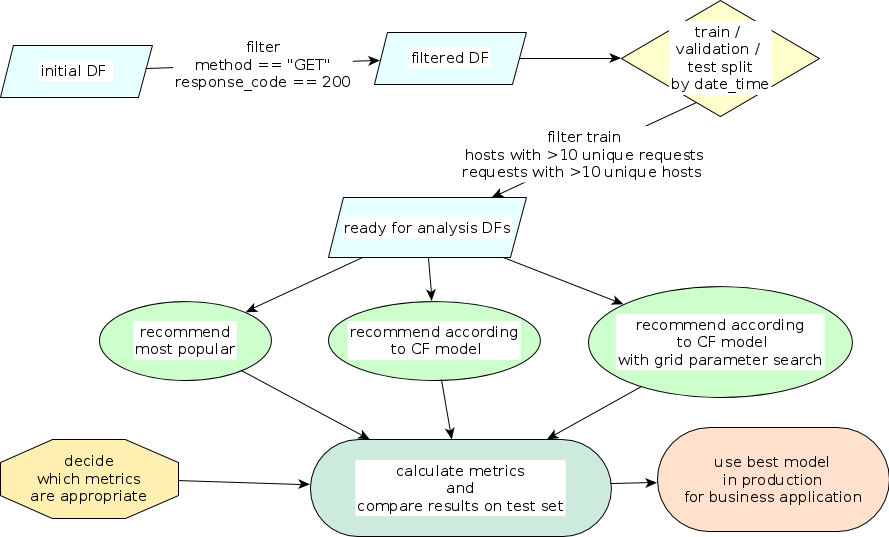 initial DF
filter
method == "GET"
response_code == 200
filtered DF
train /
validation /
test split
by date_time
filter train
hosts with >10 unique requests
requests with >10 unique hosts
ready for analysis DFs
recommend
most popular
recommend according
to CF model
recommend according
to CF model
with grid parameter search
decide
which metrics
are appropriate
calculate metrics
and
compare results on test set
use best model
in production
for business application